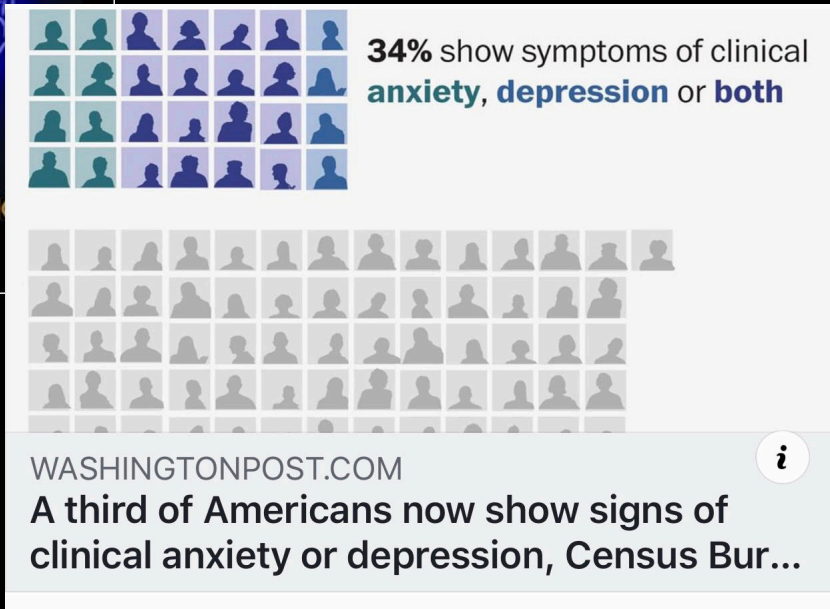 34% show symptoms of clinical
anxiety, depression or both
WASHINGTONPOST.COM
i
A third of Americans now show signs of
clinical anxiety or depression, Census Bur...